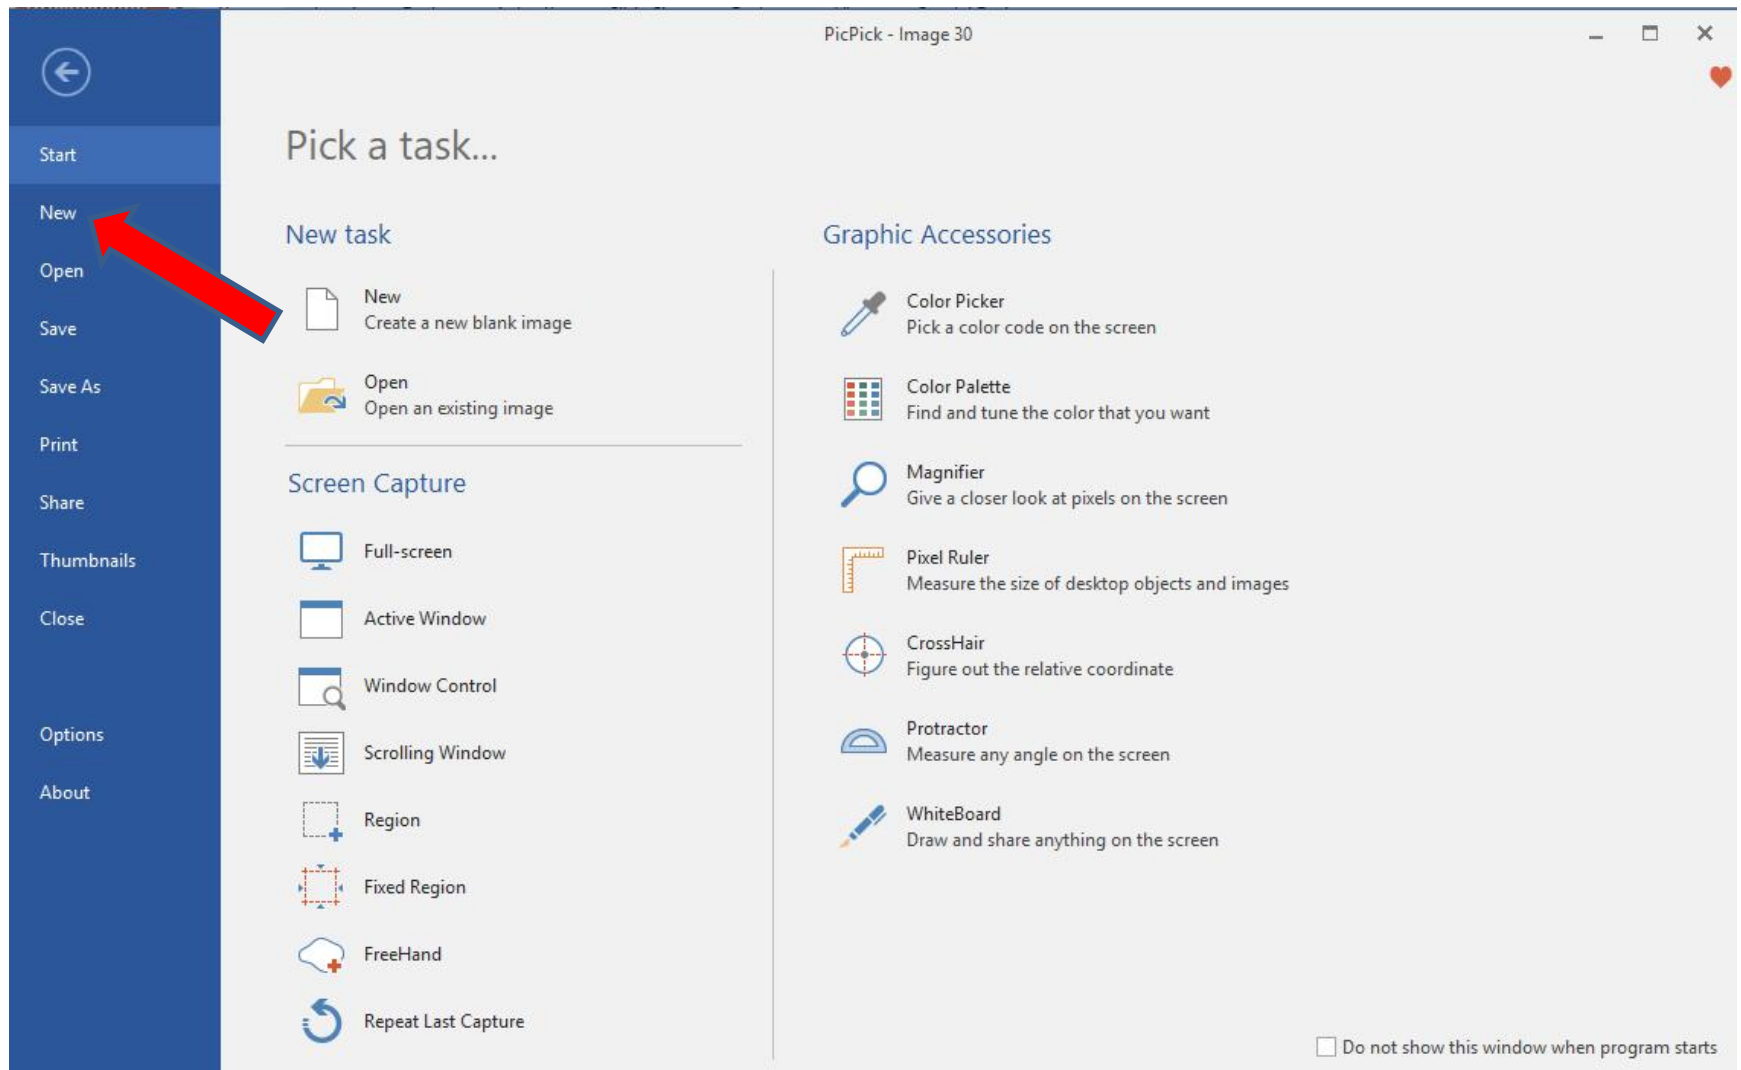 PicPick - Image 30
Start
New
Open
Save
Save As
Print
Share
Thumbnails
Close
Options
About
Pick a task...
New task
New
Create a new blank image
Open
Open an existing image
Screen Capture
Full-screen
Active Window
Window Control
Scrolling Window
Region
Fixed Region
FreeHand
Repeat Last Capture
Graphic Accessories
Color Picker
Pick a color code on the screen
Color Palette
Find and tune the color that you want
Magnifier
Give a closer look at pixels on the screen
Pixel Ruler
Measure the size of desktop objects and images
CrossHair
Figure out the relative coordinate
Protractor
Measure any angle on the screen
WhiteBoard
Draw and share anything on the screen
Do not show this window when program starts